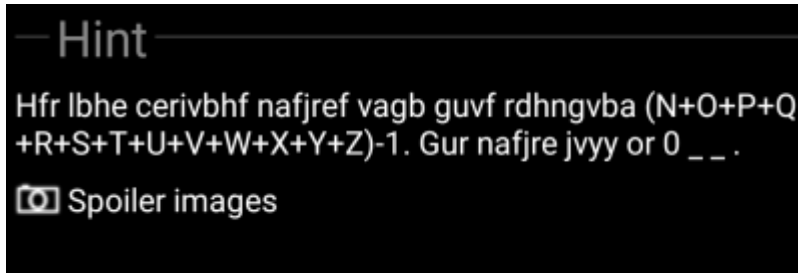 Hint
Hfr lbhe cerivbhf nafjref vagb guvf rdhngvba (N+O+P+Q
+R+S+T+U+V+W+X+Y+Z)-1. Gur nafjre jvyy or 0 _ _ .
Spoiler images